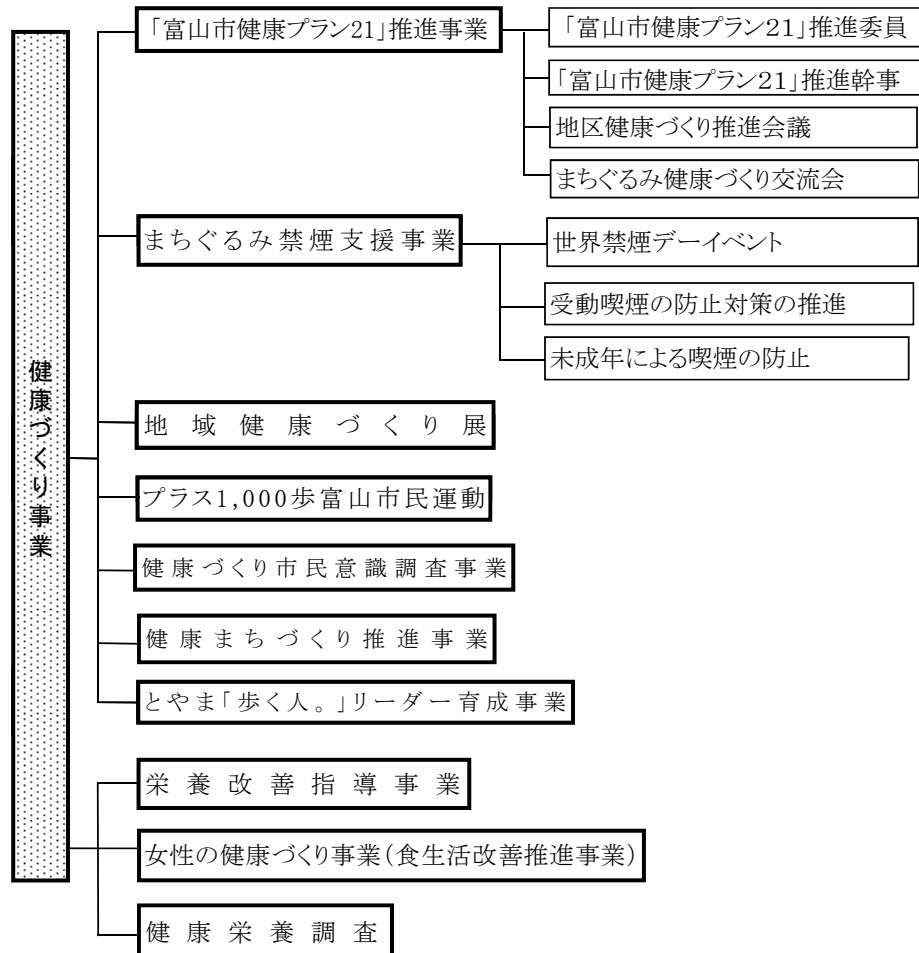 健康づくり事業
「富山市健康プラン21」推進事業
「富山市健康プラン21」推進委員
「富山市健康プラン21」推進幹事
地区健康づくり推進会議
まちぐるみ健康づくり交流会
まちぐるみ禁煙支援事業
世界禁煙デーイベント
受動喫煙の防止対策の推進
未成年による喫煙の防止
地域健康づくり展
プラス1,000歩富山市民運動
健康づくり市民意識調査事業
健康まちづくり推進事業
とやま「歩く人。」リーダー育成事業
栄養改善指導事業
女性の健康づくり事業(食生活改善推進事業)
健康栄養調査